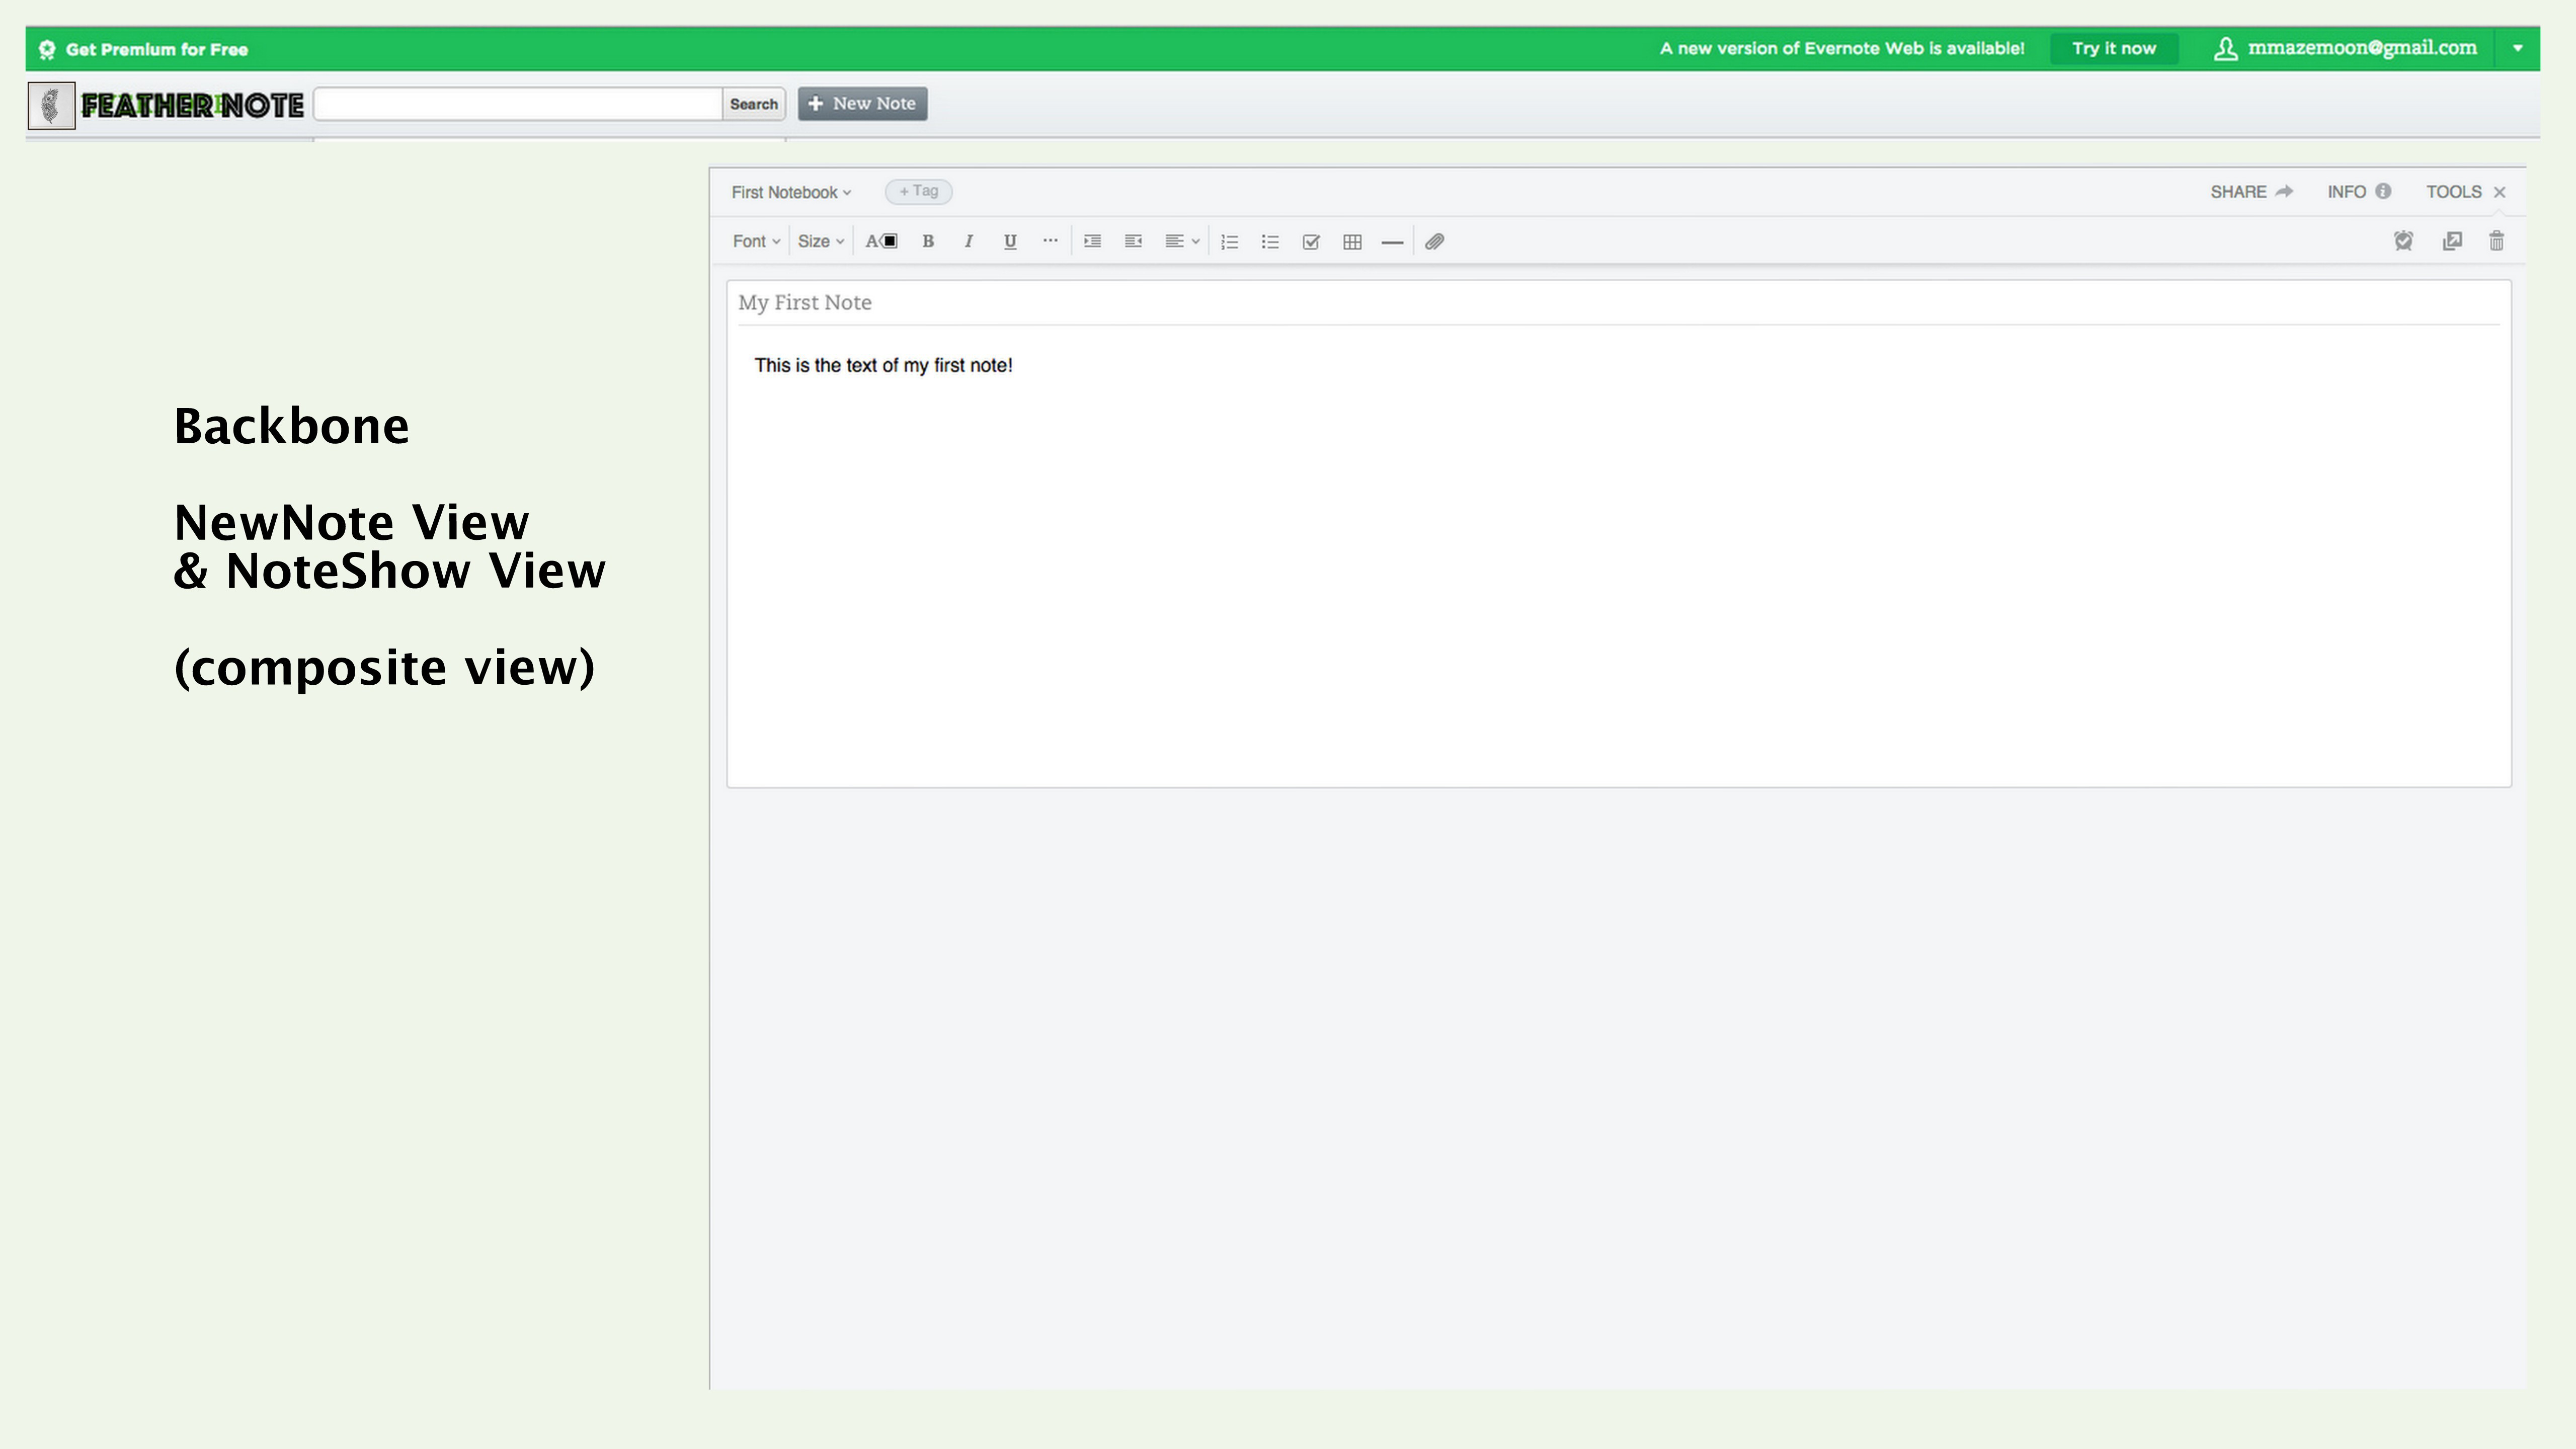 Get Premium for Free
A new version of Evernote Web is available! Try it now mmazemoon@gmail.com
FEATHERNOTE Search + New Note
First Notebook + Tag SHARE INFO TOOLS
Font Size A B I U ...
My First Note
This is the text of my first note!
Backbone
NewNote View
& NoteShow View
(composite view)